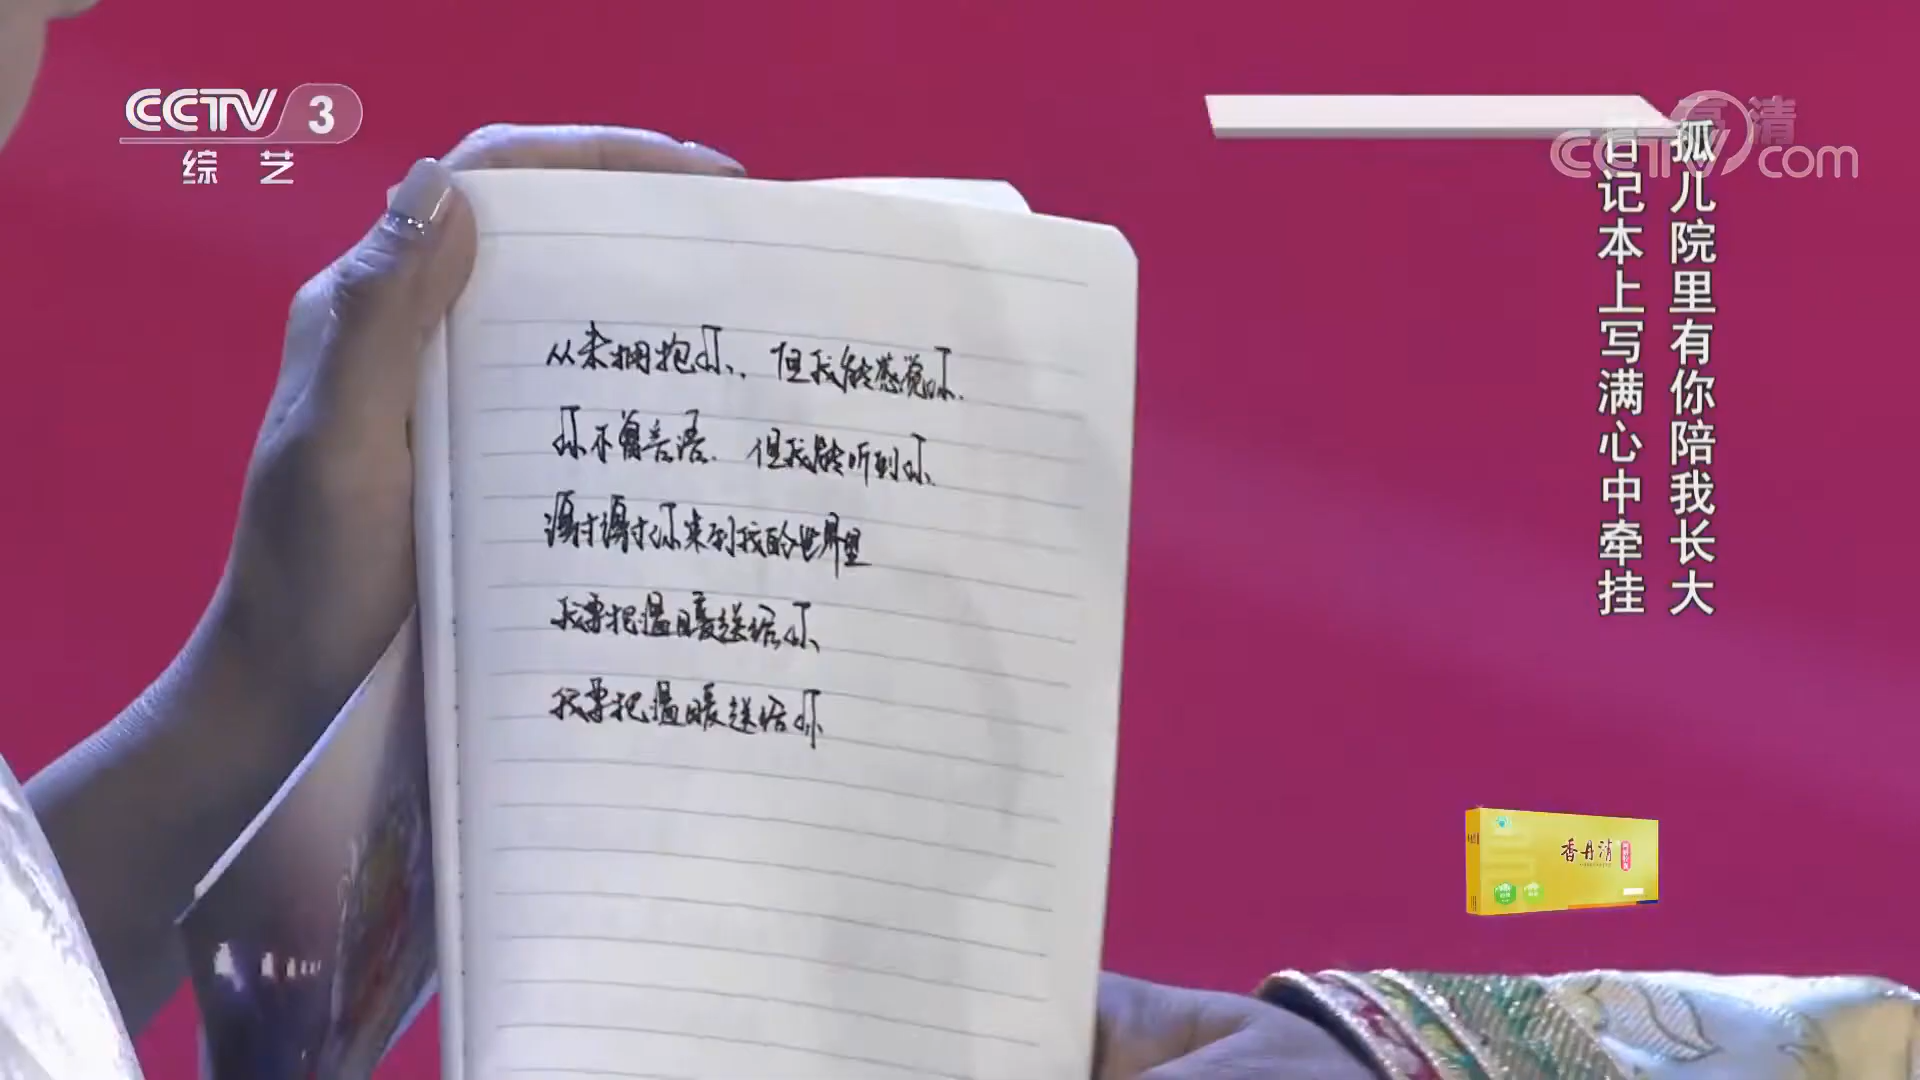 CCTV 3
综艺
高清
CCTV.com
孤儿院里有你陪我长大
日记本上写满心中牵挂
从未拥抱你、但我能感觉你、
你不曾言语、但我能听到你、
谢谢你来到我的世界里
我要把温暖送给你、
我要把温暖送给你、
香丹清